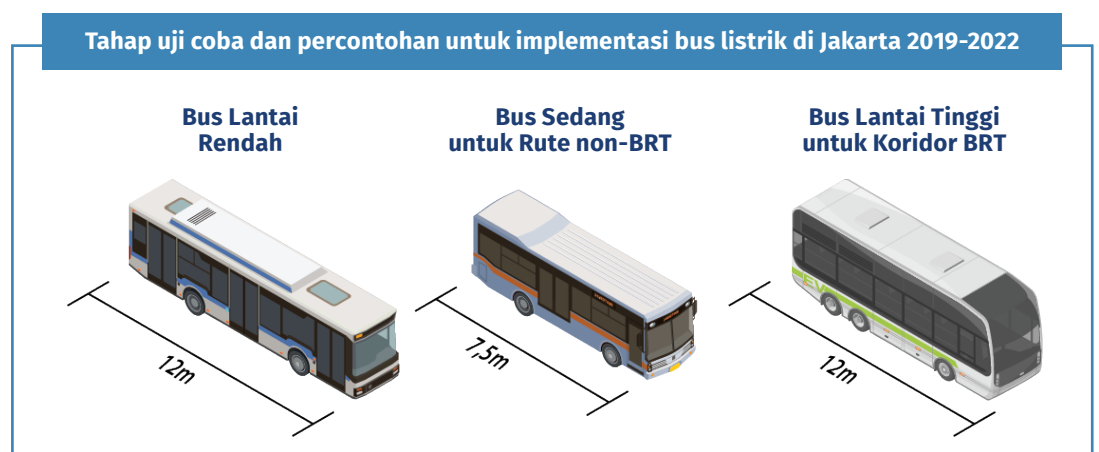 Tahap uji coba dan percontohan untuk implementasi bus listrik di Jakarta 2019-2022
Bus Lantai
Rendah
Bus Sedang
untuk Rute non-BRT
Bus Lantai Tinggi
untuk Koridor BRT
12m
7,5m
EV
12m